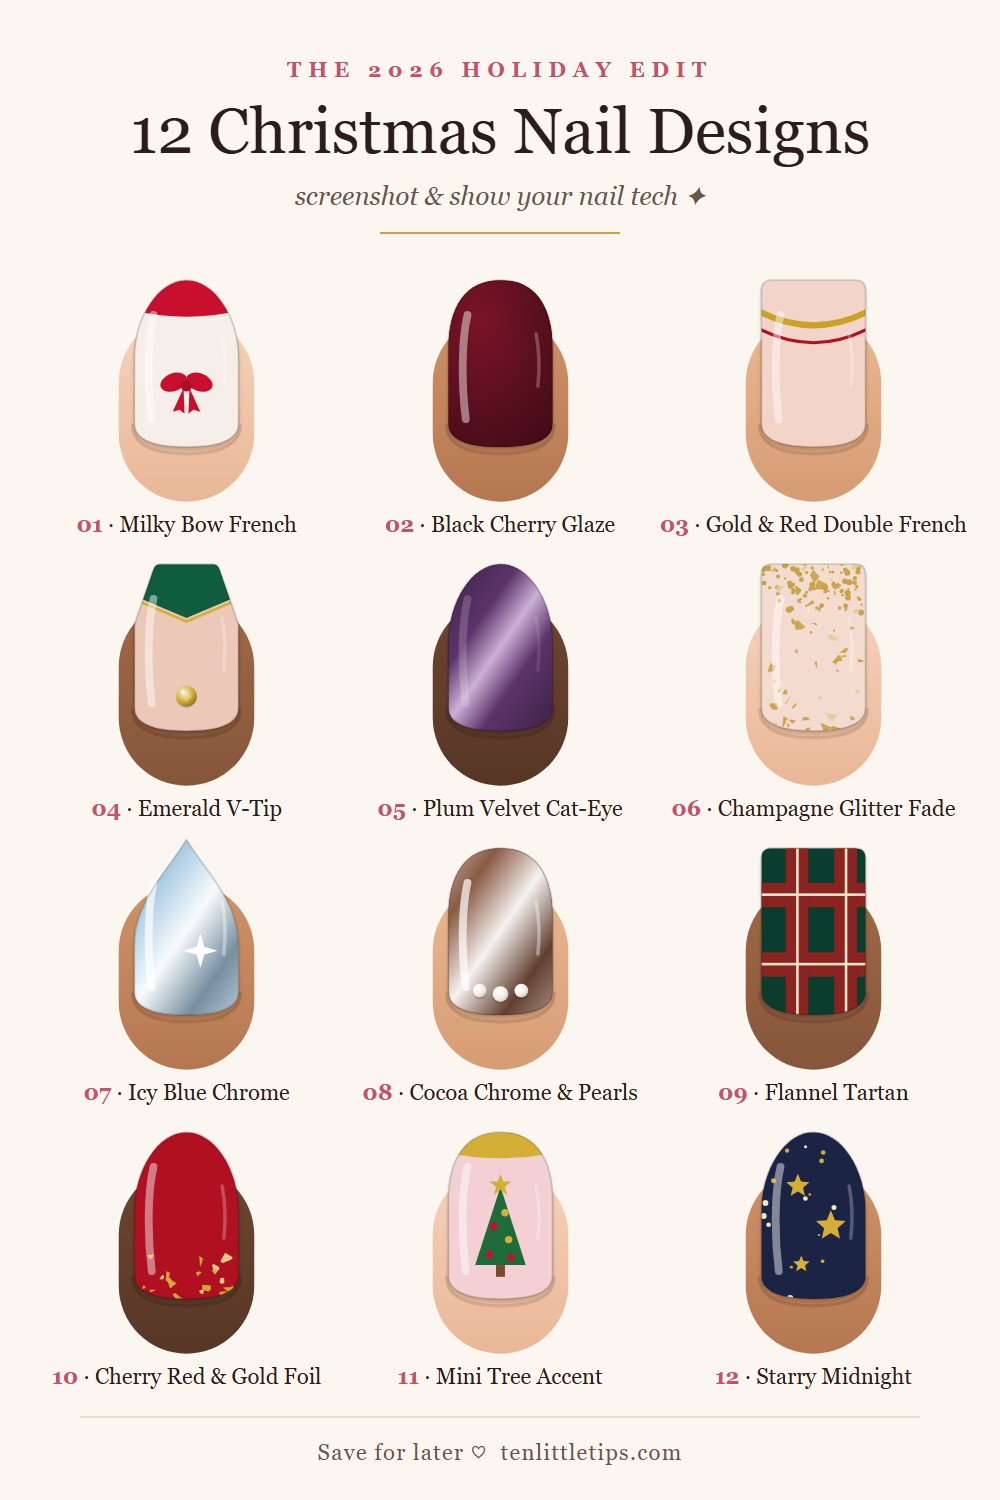 THE 2026 HOLIDAY EDIT
12 Christmas Nail Designs
screenshot & show your nail tech ✦
01 · Milky Bow French
02 · Black Cherry Glaze
03 · Gold & Red Double French
04 · Emerald V-Tip
05 · Plum Velvet Cat-Eye
06 · Champagne Glitter Fade
07 · Icy Blue Chrome
08 · Cocoa Chrome & Pearls
09 · Flannel Tartan
10 · Cherry Red & Gold Foil
11 · Mini Tree Accent
12 · Starry Midnight
Save for later ♡ tenlittletips.com